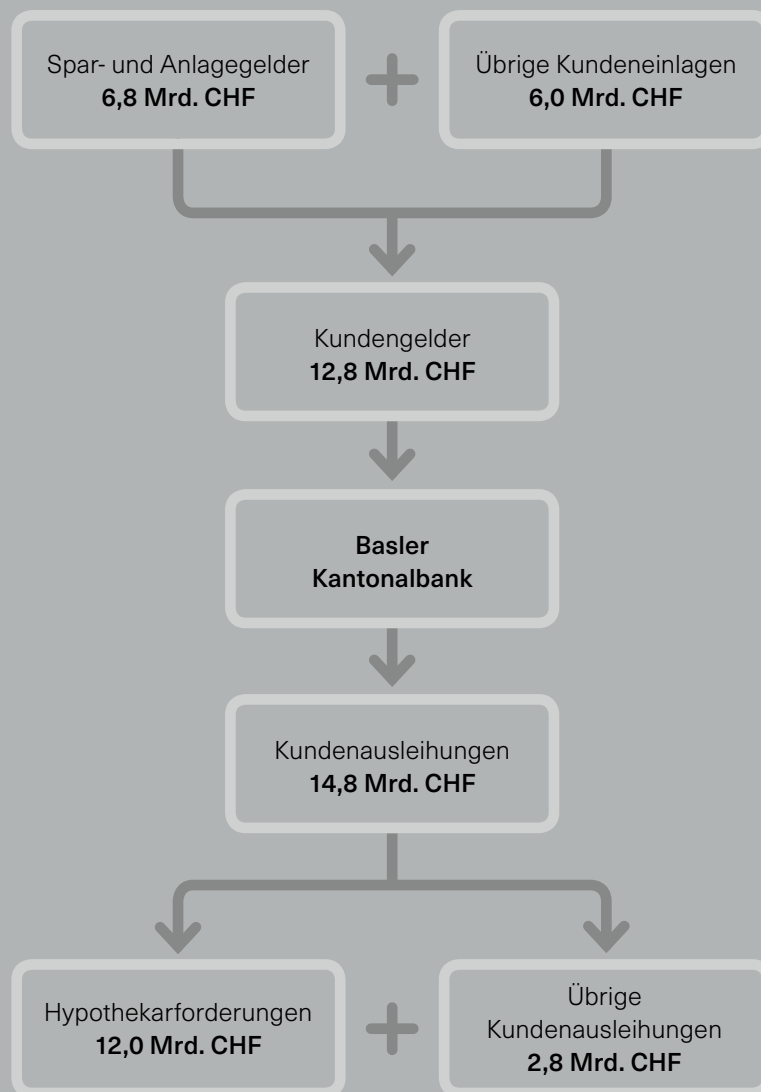 Spar- und Anlagegelder
6,8 Mrd. CHF
+
Übrige Kundeneinlagen
6,0 Mrd. CHF
Kundengelder
12,8 Mrd. CHF
Basler
Kantonalbank
Kundenausleihungen
14,8 Mrd. CHF
Hypothekarforderungen
12,0 Mrd. CHF
+
Übrige
Kundenausleihungen
2,8 Mrd. CHF